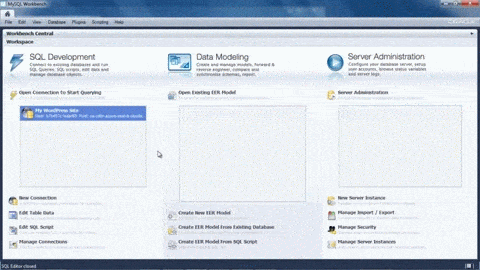 MySQL Workbench
File Edit View Database Plugins Scripting Help
ORACLE
Workbench Central
Workspace
SQL Development
Connect to existing databases and run
SQL Queries, SQL scripts, edit data and
manage database objects.
Data Modeling
Create and manage models, forward &
reverse engineer, compare and
synchronize schemas, report.
Server Administration
Configure your database server, setup
user accounts, browse status variables
and server logs.
Open Connection to Start Querying
Open Existing EER Model
Server Administration
My WordPress Site
New Connection
Edit Table Data
Edit SQL Script
Manage Connections
Create New EER Model
Create EER Model From Existing Database
Create EER Model From SQL Script
New Server Instance
Manage Import / Export
Manage Security
Manage Server Instances
SQL Editor closed